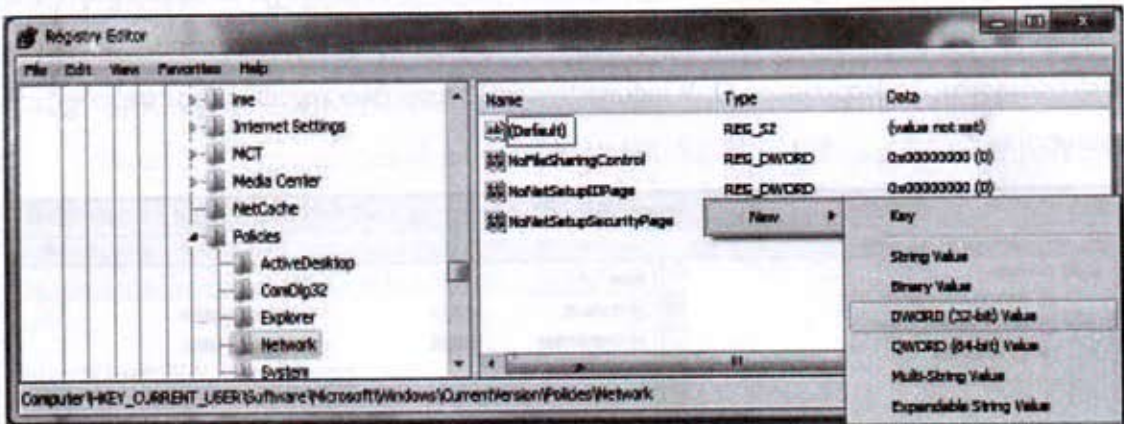 Registry Editor
File Edit View Favorites Help
ime
Internet Settings
MCT
Media Center
NetCache
Policies
ActiveDesktop
ComDlg32
Explorer
Network
System
Name Type Data
(Default) REG_SZ (value not set)
NoFileSharingControl REG_DWORD 0x00000000 (0)
NoNetSetupIDPage REG_DWORD 0x00000000 (0)
NoNetSetupSecurityPage
New
Key
String Value
Binary Value
DWORD (32-bit) Value
QWORD (64-bit) Value
Multi-String Value
Expandable String Value
Computer\HKEY_CURRENT_USER\Software\Microsoft\Windows\CurrentVersion\Policies\Network